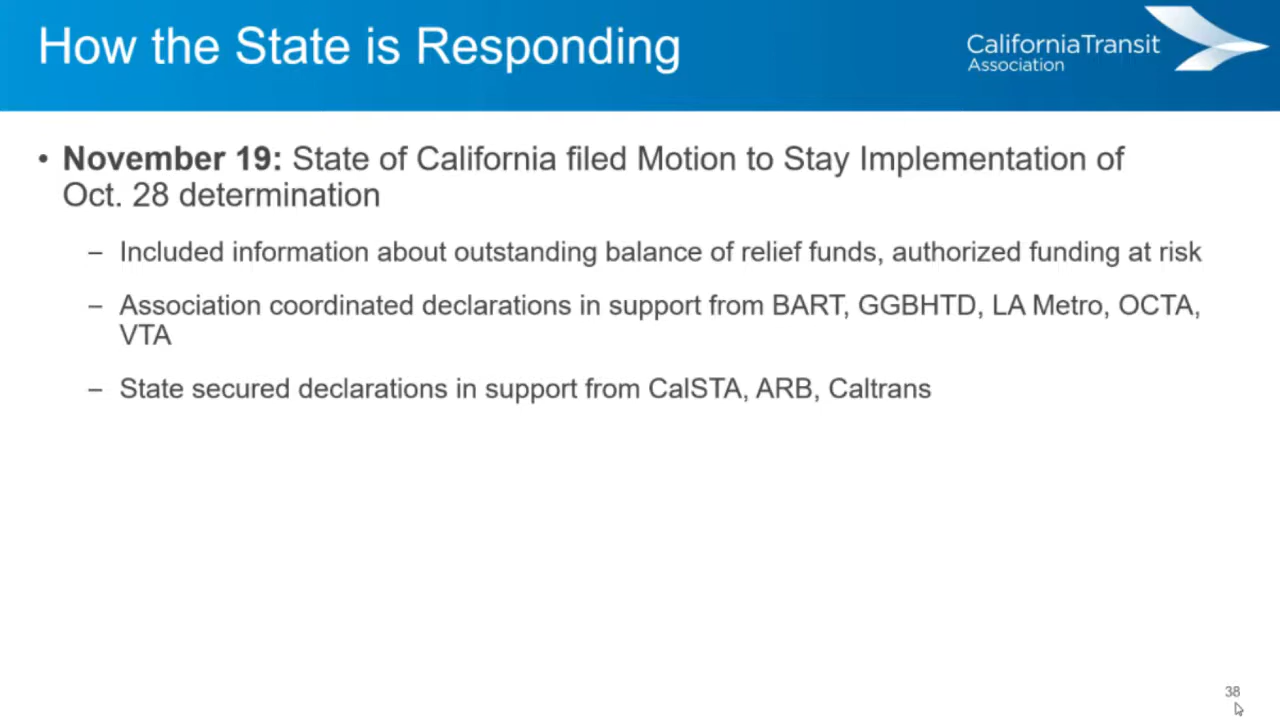 How the State is Responding
CaliforniaTransit
Association
• November 19: State of California filed Motion to Stay Implementation of
Oct. 28 determination
– Included information about outstanding balance of relief funds, authorized funding at risk
– Association coordinated declarations in support from BART, GGBHTD, LA Metro, OCTA,
VTA
– State secured declarations in support from CalSTA, ARB, Caltrans
38